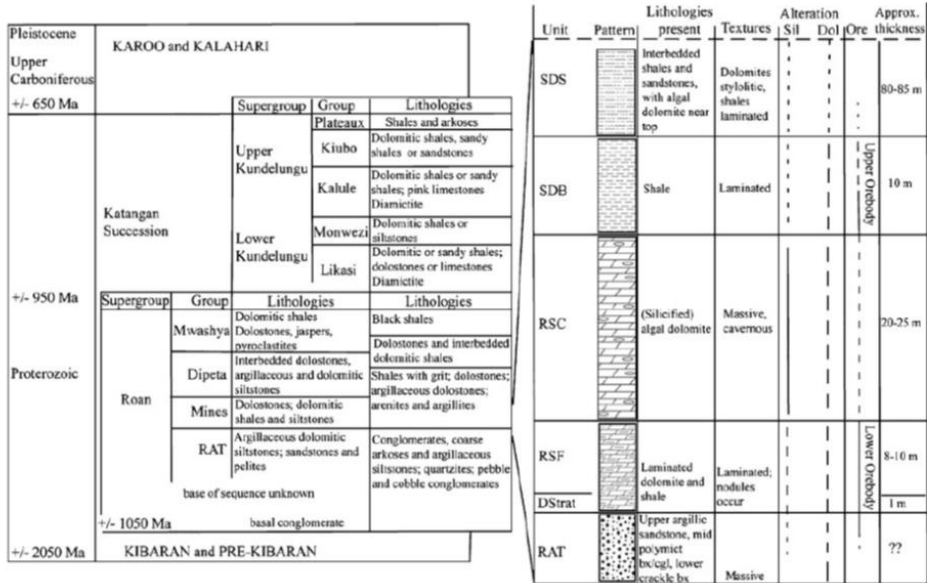 Pleistocene
Upper
Carboniferous
+/- 650 Ma
KAROO and KALAHARI
Supergroup Group Lithologies
Plateaux Shales and arkoses
Upper
Kundelungu
Kiubo
Dolomitic shales, sandy
shales or sandstones
Kalule
Dolomitic shales or sandy
shales; pink limestones
Diamictite
Katangan
Succession
Lower
Kundelungu
Monwezi
Dolomitic shales or
siltstones
Likasi
Dolomitic or sandy shales;
dolostones or limestones
Diamictite
+/- 950 Ma
Supergroup Group Lithologies Lithologies
Proterozoic
Roan
Mwashya
Dolomitic shales
Dolostones, jaspers,
pyroclastites
Black shales
Dolostones and interbedded
dolomitic shales
Dipeta
Interbedded dolostones,
argillaceous and dolomitic
siltstones
Shales with grit; dolostones;
argillaceous dolostones;
arenites and argillites
Mines
Dolostones; dolomitic
shales and siltstones
RAT
Argillaceous dolomitic
siltstones; sandstones and
pelites
Conglomerates, coarse
arkoses and argillaceous
siltstones; quartzites; pebble
and cobble conglomerates
base of sequence unknown
+/- 1050 Ma basal conglomerate
+/- 2050 Ma KIBARAN and PRE-KIBARAN
Unit Pattern
Lithologies
present
Textures
Alteration
Sil Dol
Ore
Approx.
thickness
SDS
Interbedded
shales and
sandstones,
with algal
dolomite near
top
Dolomites
stylolitic,
shales
laminated
80-85 m
SDB
Shale
Laminated
Upper Orebody
10 m
RSC
(Silicified)
algal dolomite
Massive,
cavernous
20-25 m
RSF
DStrat
Laminated
dolomite and
shale
Laminated;
nodules
occur
Lower Orebody
8-10 m
1 m
RAT
Upper argillic
sandstone, mid
polymict
bx/cgl, lower
crackle bx
Massive
??